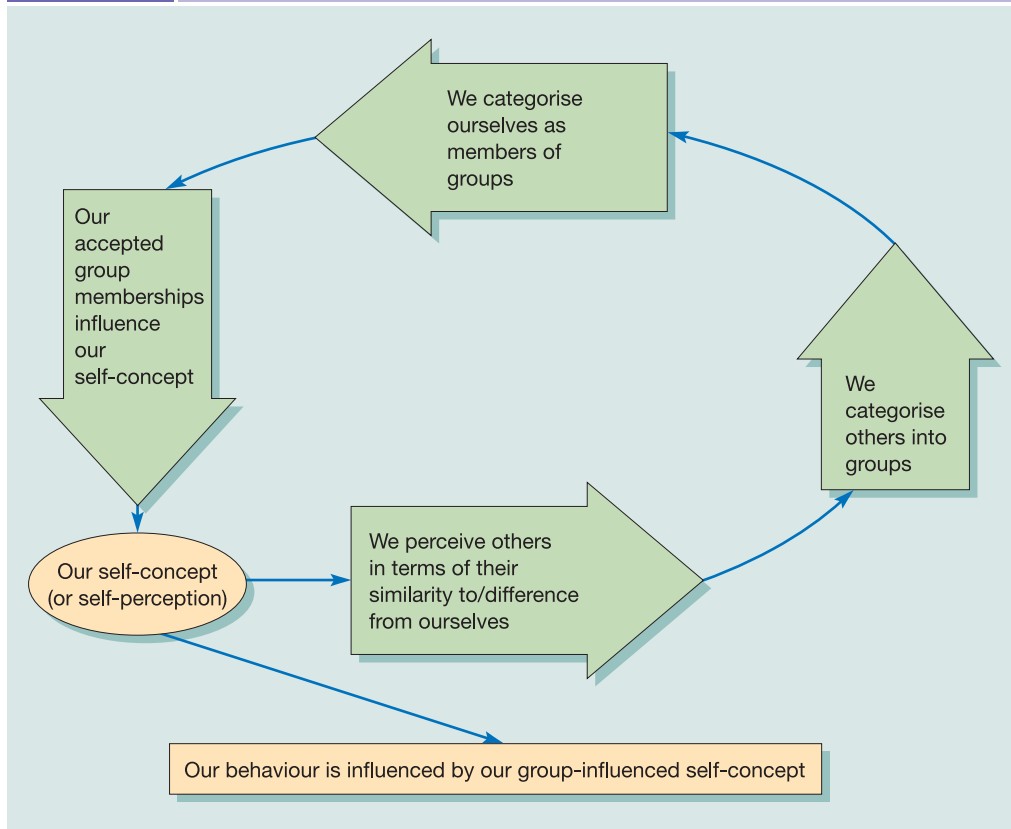 We categorise
ourselves as
members of
groups
Our
accepted
group
memberships
influence
our
self-concept
We
categorise
others into
groups
We perceive others
in terms of their
similarity to/difference
from ourselves
Our self-concept
(or self-perception)
Our behaviour is influenced by our group-influenced self-concept